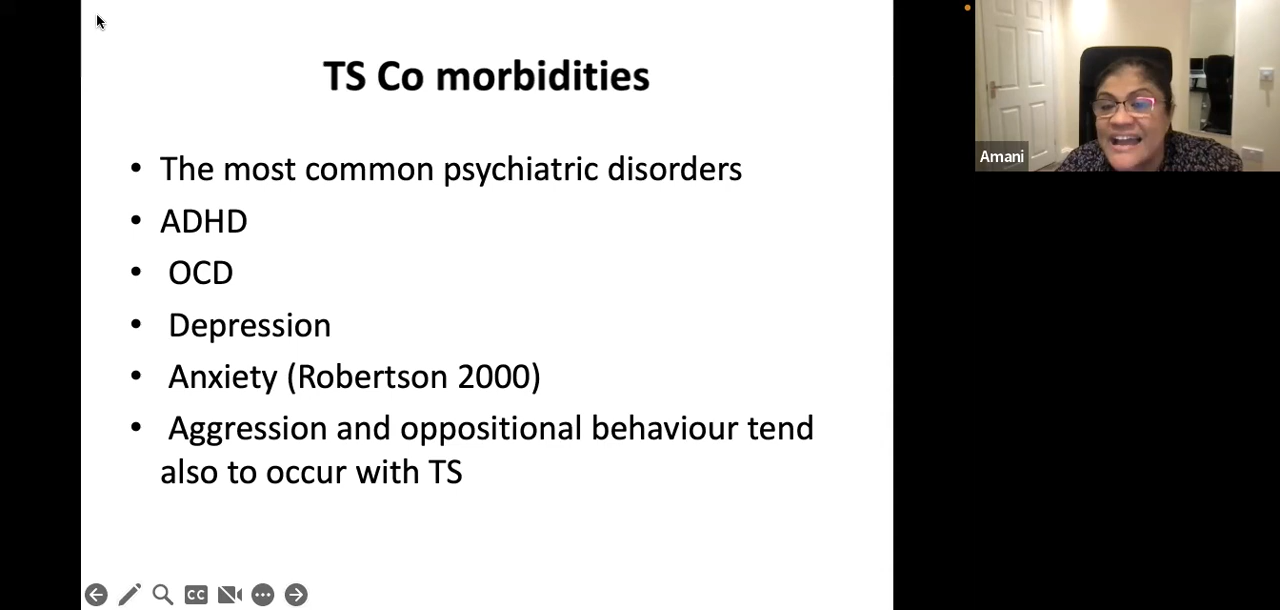 TS Co morbidities
• The most common psychiatric disorders
• ADHD
• OCD
• Depression
• Anxiety (Robertson 2000)
• Aggression and oppositional behaviour tend
also to occur with TS
Amani
CC